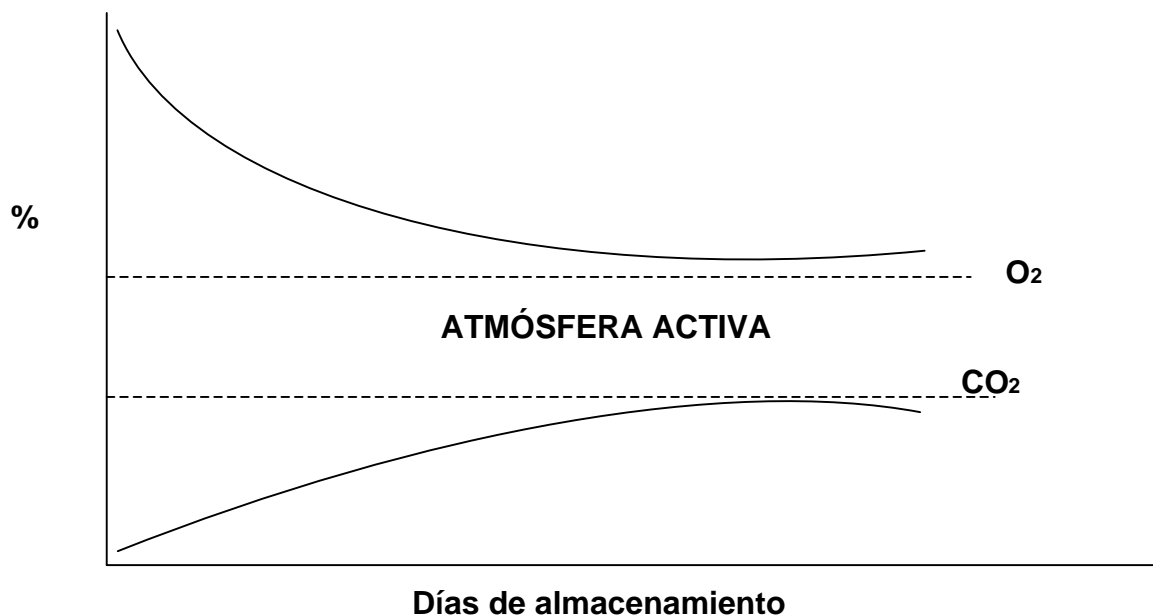 %
O2
ATMÓSFERA ACTIVA
CO2
Días de almacenamiento